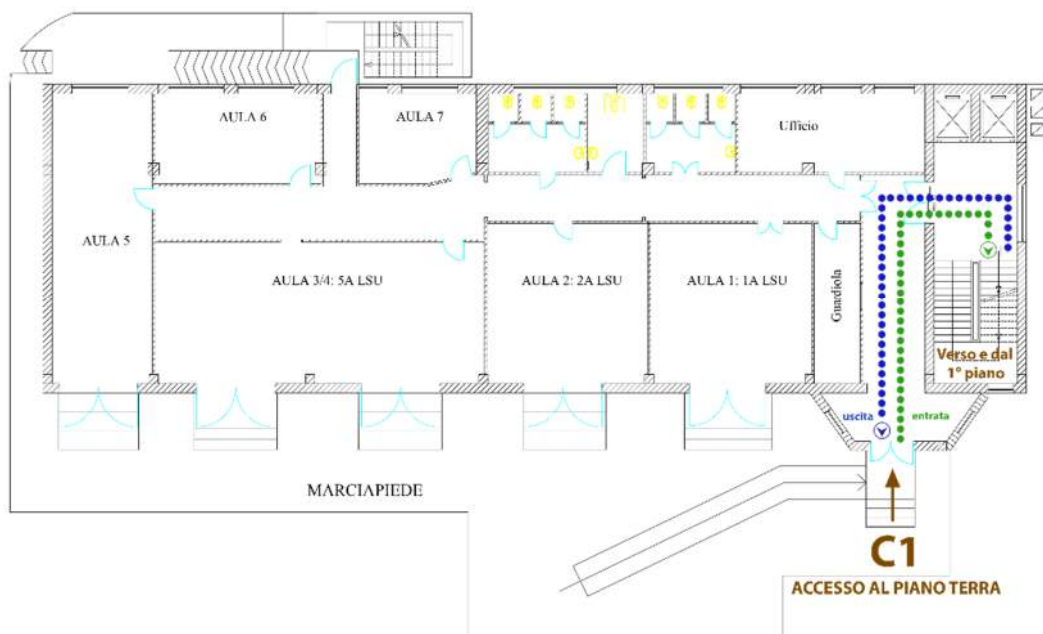 AULA 6
AULA 7
Ufficio
AULA 5
AULA 3/4: 5A LSU
AULA 2: 2A LSU
AULA 1: 1A LSU
Guardiola
Verso e dal
1° piano
uscita
entrata
MARCIAPIEDE
C1
ACCESSO AL PIANO TERRA